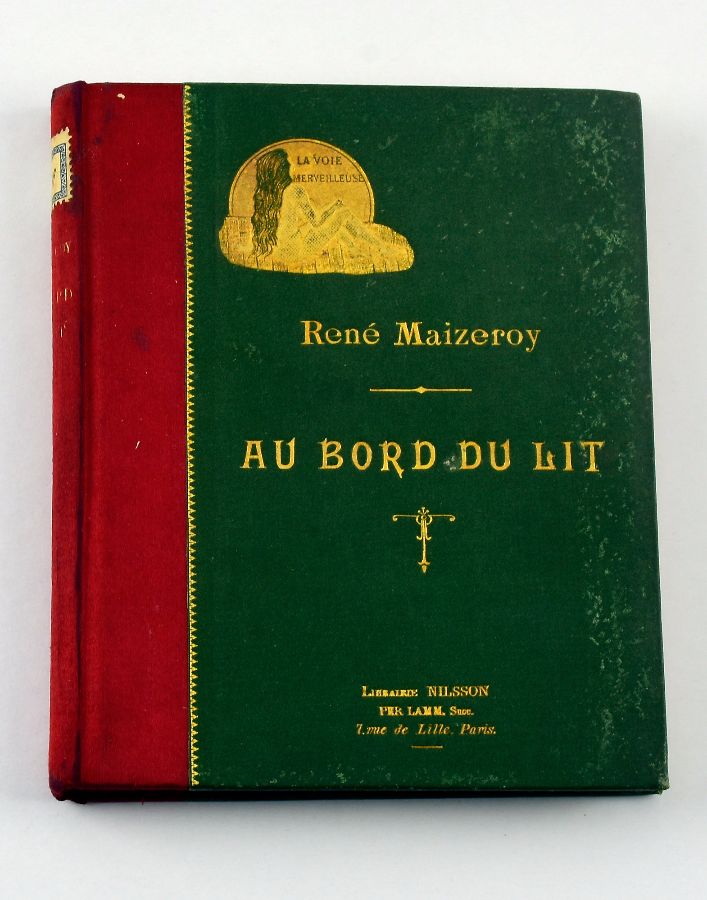 LA VOIE
MERVEILLEUSE
René Maizeroy
AU BORD DU LIT
LIBRAIRIE NILSSON
PER LAMM, Succ.
7, rue de Lille, Paris.